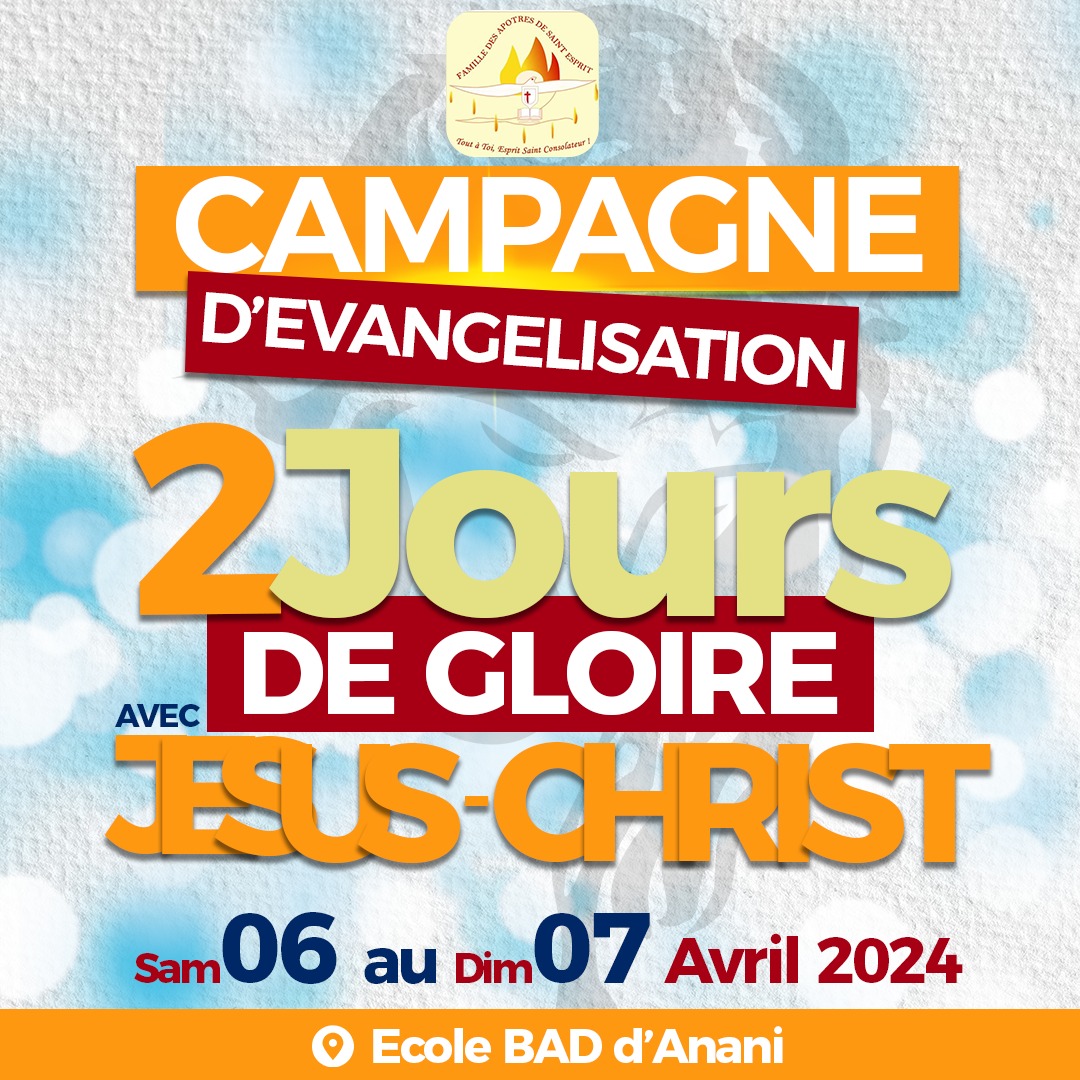 FAMILLE DES APOTRES DE SAINT ESPRIT
Tout à Toi, Esprit Saint Consolateur !
CAMPAGNE
D'EVANGELISATION
2Jours
DE GLOIRE
AVEC
JESUS-CHRIST
Sam06 au Dim07 Avril 2024
Ecole BAD d'Anani